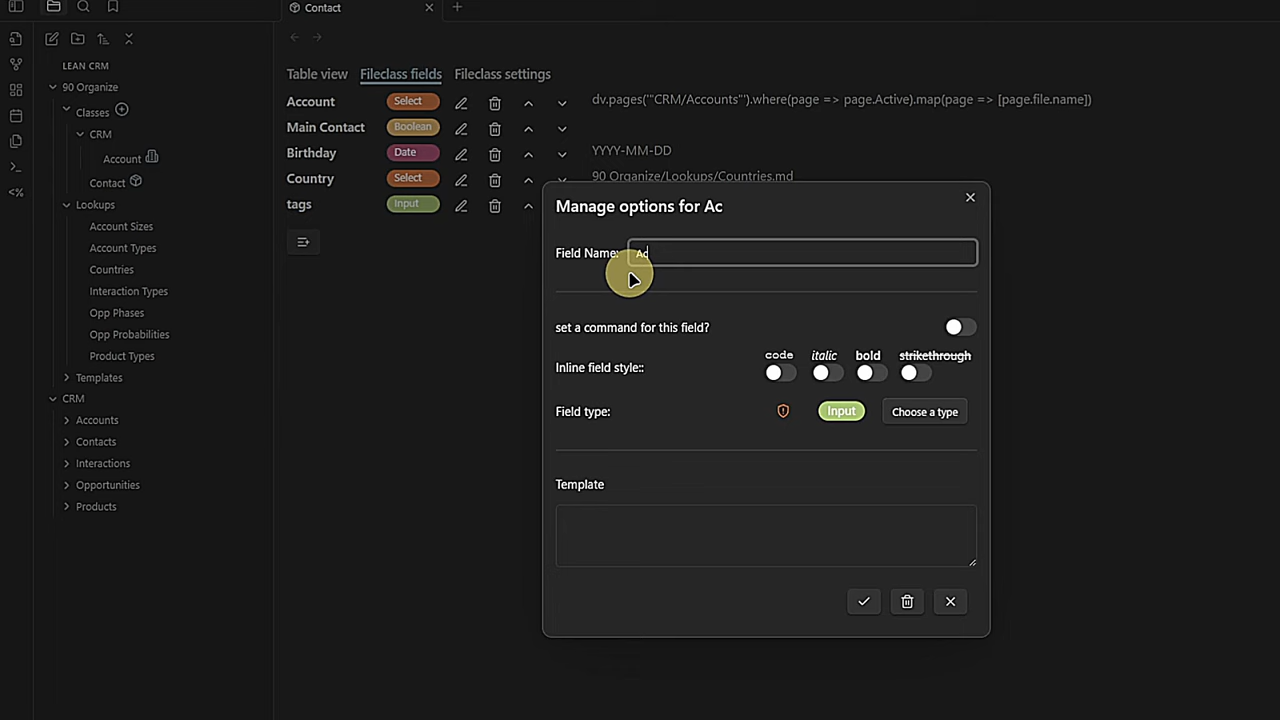 Contact
LEAN CRM
90 Organize
Classes
CRM
Account
Contact
Lookups
Account Sizes
Account Types
Countries
Interaction Types
Opp Phases
Opp Probabilities
Product Types
Templates
CRM
Accounts
Contacts
Interactions
Opportunities
Products
Table view Fileclass fields Fileclass settings
Account Select dv.pages('"CRM/Accounts"').where(page => page.Active).map(page => [page.file.name])
Main Contact Boolean
Birthday Date YYYY-MM-DD
Country Select 90 Organize/Lookups/Countries.md
tags Input
Manage options for Ac
Field Name: Ac
set a command for this field?
Inline field style:: code italic bold strikethrough
Field type: Input Choose a type
Template